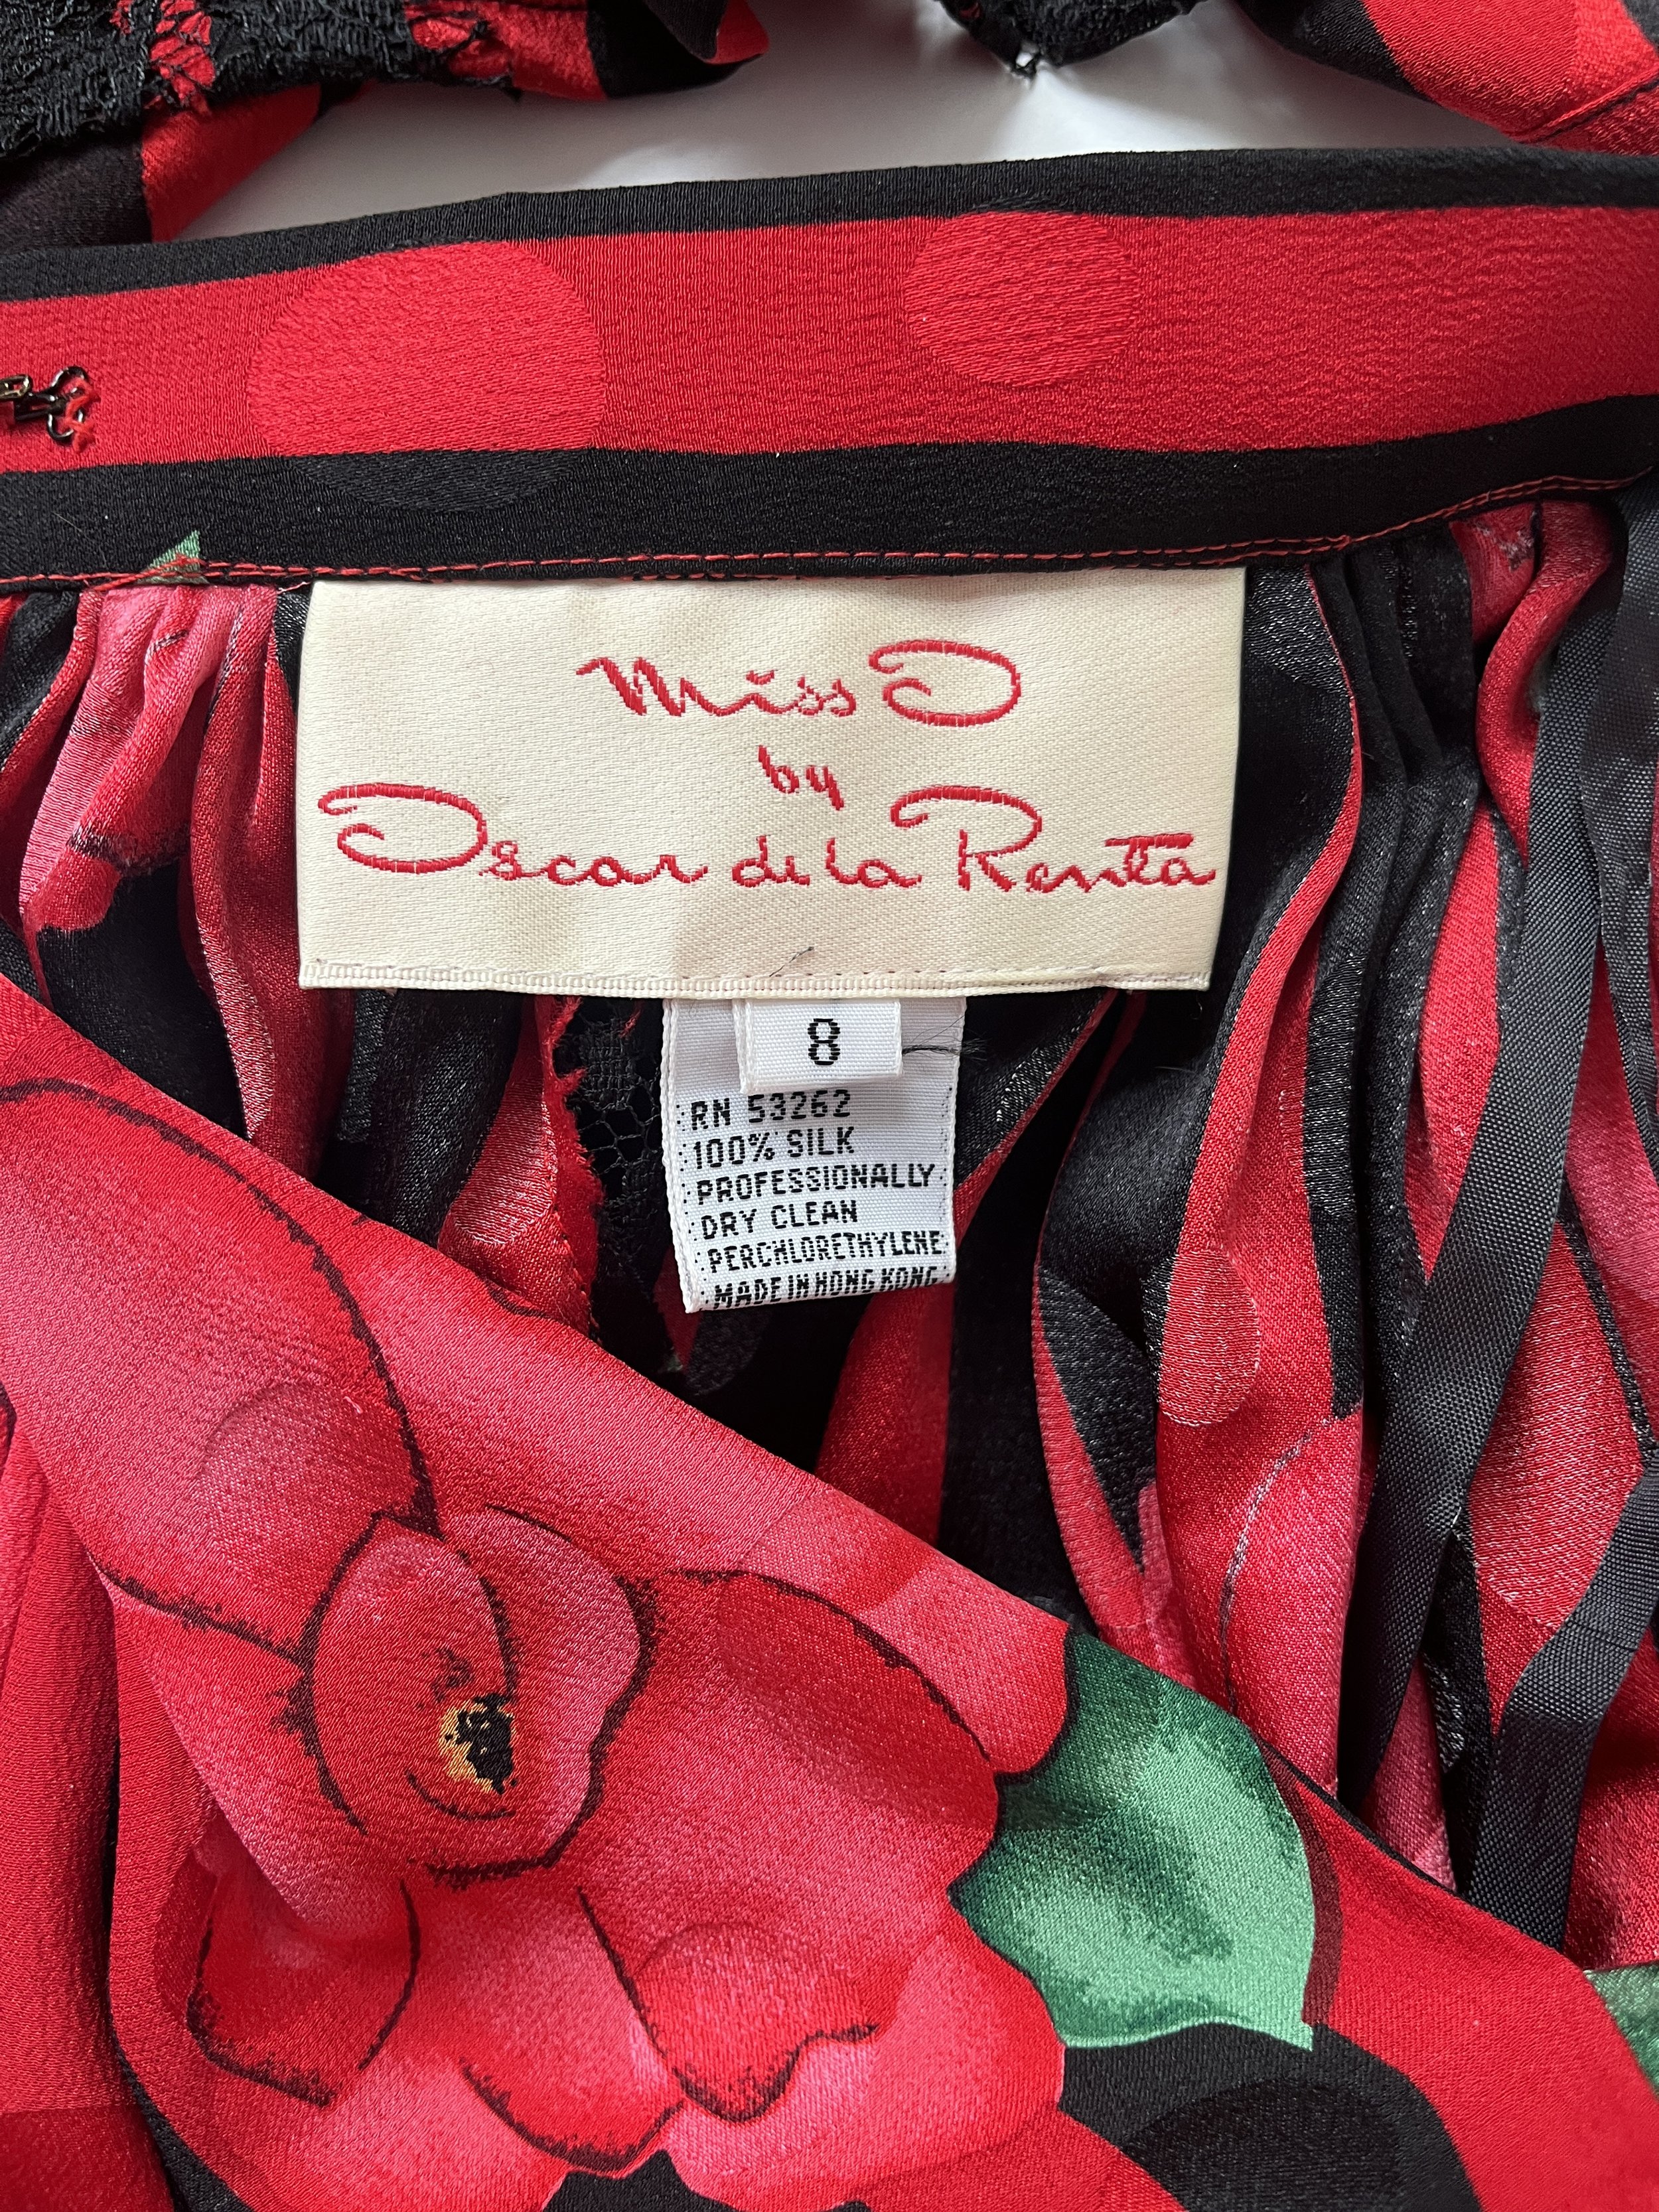 Miss O
by
Oscar de la Renta
8
RN 53262
100% SILK
PROFESSIONALLY
DRY CLEAN
PERCHLORETHYLENE
MADE IN HONG KONG